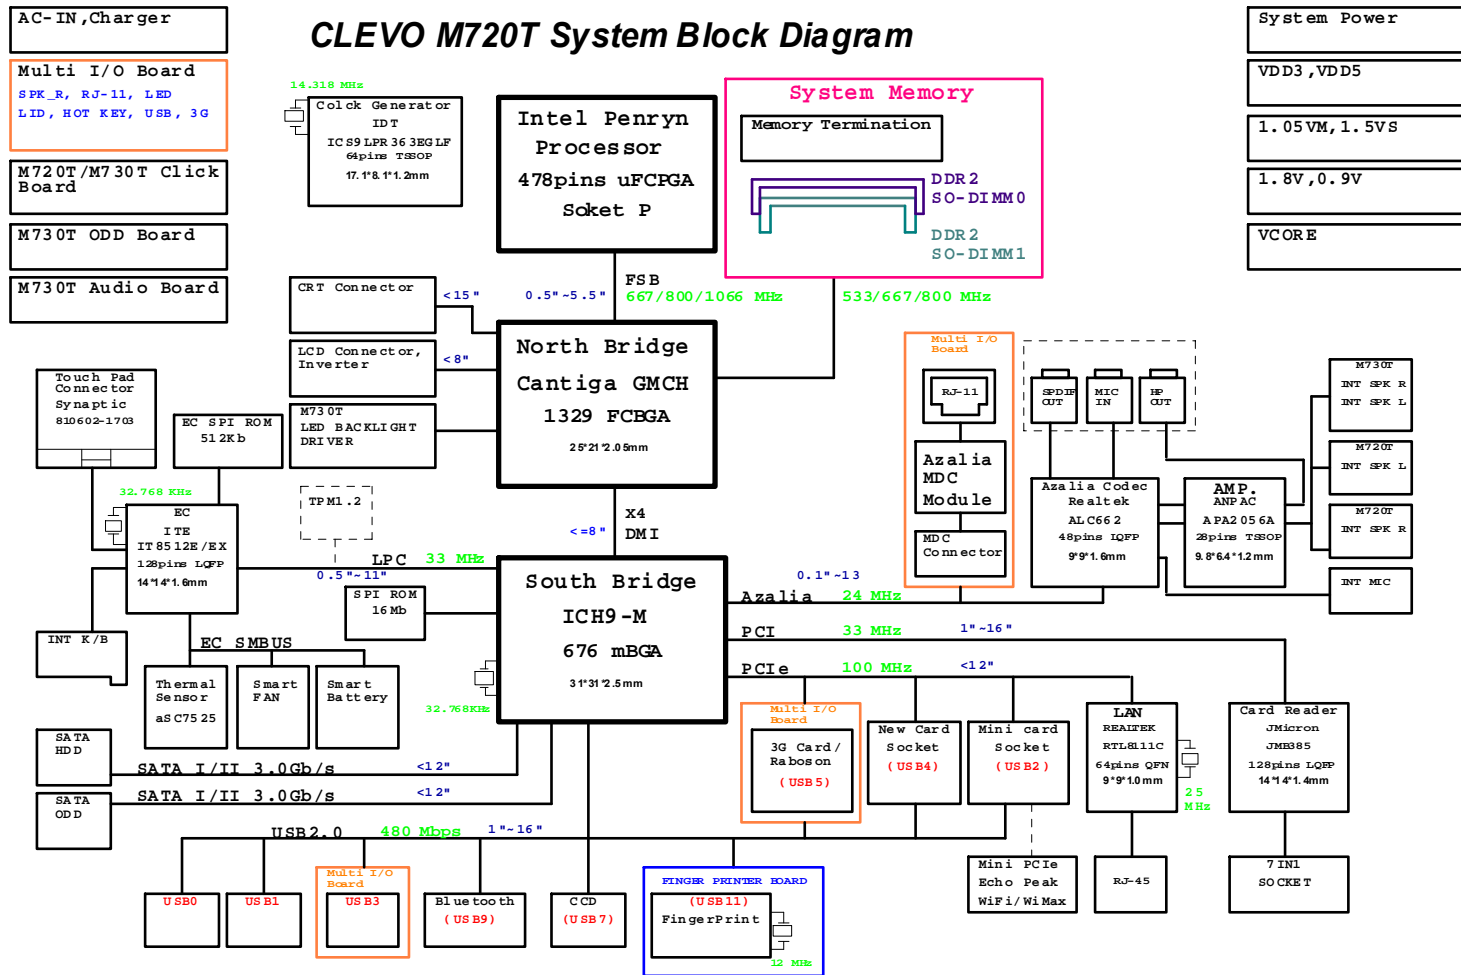 CLEVO M720T System Block Diagram
AC-IN,Charger
Multi I/O Board
SPK_R, RJ-11, LED
LID, HOT KEY, USB, 3G
M720T/M730T Click
Board
M730T ODD Board
M730T Audio Board
System Power
VDD3,VDD5
1.05VM,1.5VS
1.8V,0.9V
VCORE
14.318 MHz
Colck Generator
IDT
ICS9LPR363EGLF
64pins TSSOP
17.1*8.1*1.2mm
Intel Penryn
Processor
478pins uFCPGA
Soket P
System Memory
Memory Termination
DDR2
SO-DIMM0
DDR2
SO-DIMM1
FSB
0.5"~5.5"
667/800/1066 MHz
533/667/800 MHz
CRT Connector
<15"
LCD Connector,
Inverter
<8"
M730T
LED BACKLIGHT
DRIVER
North Bridge
Cantiga GMCH
1329 FCBGA
25*21*2.05mm
X4
DMI
<=8"
Touch Pad
Connector
Synaptic
810602-1703
EC SPI ROM
512Kb
32.768 KHz
EC
ITE
IT8512E/EX
128pins LQFP
14*14*1.6mm
TPM1.2
LPC
33 MHz
0.5"~11"
SPI ROM
16Mb
INT K/B
EC SMBUS
Thermal
Sensor
aSC7525
Smart
FAN
Smart
Battery
32.768KHz
South Bridge
ICH9-M
676 mBGA
31*31*2.5mm
Multi I/O
Board
RJ-11
Azalia
MDC
Module
MDC
Connector
SPDIF
OUT
MIC
IN
HP
OUT
Azalia Codec
Realtek
ALC662
48pins LQFP
9*9*1.6mm
AMP.
ANPAC
APA2056A
28pins TSSOP
9.8*6.4*1.2mm
M730T
INT SPK R
INT SPK L
M720T
INT SPK L
M720T
INT SPK R
INT MIC
0.1"~13
Azalia
24 MHz
PCI
33 MHz
1"~16"
PCIe
100 MHz
<12"
Multi I/O
Board
3G Card/
Raboson
(USB5)
New Card
Socket
(USB4)
Mini card
Socket
(USB2)
LAN
REALTEK
RTL8111C
64pins QFN
9*9*1.0mm
25
MHz
Card Reader
JMicron
JMB385
128pins LQFP
14*14*1.4mm
SATA
HDD
SATA I/II 3.0Gb/s
<12"
SATA
ODD
SATA I/II 3.0Gb/s
<12"
USB2.0
480 Mbps
1"~16"
USB0
USB1
Multi I/O
Board
USB3
Bluetooth
(USB9)
CCD
(USB7)
FINGER PRINTER BOARD
(USB11)
FingerPrint
12 MHz
Mini PCIe
Echo Peak
WiFi/WiMax
RJ-45
7IN1
SOCKET